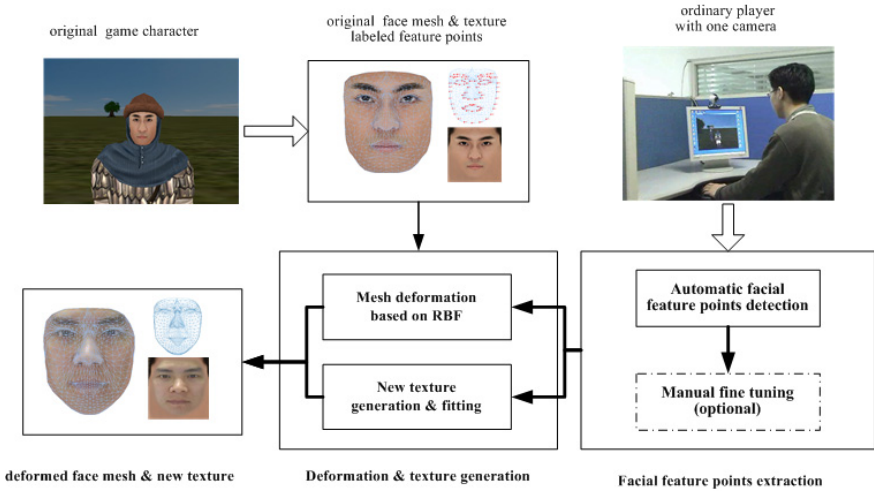 original game character
original face mesh & texture
labeled feature points
ordinary player
with one camera
Mesh deformation
based on RBF
New texture
generation & fitting
Automatic facial
feature points detection
Manual fine tuning
(optional)
deformed face mesh & new texture
Deformation & texture generation
Facial feature points extraction